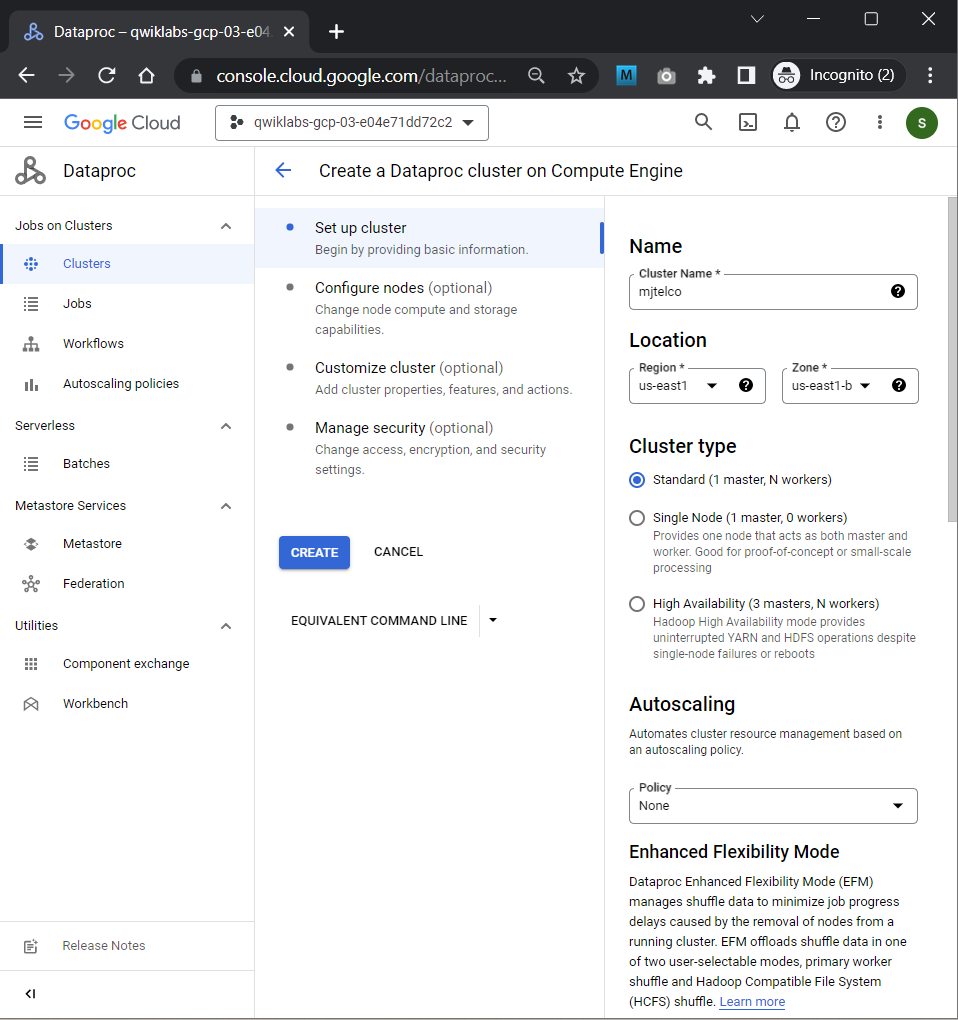 Dataproc – qwiklabs-gcp-03-e04
console.cloud.google.com/dataproc...
M
Incognito (2)
Google Cloud
qwiklabs-gcp-03-e04e71dd72c2
S
Dataproc
Create a Dataproc cluster on Compute Engine
Jobs on Clusters
Clusters
Jobs
Workflows
Autoscaling policies
Serverless
Batches
Metastore Services
Metastore
Federation
Utilities
Component exchange
Workbench
Release Notes
Set up cluster
Begin by providing basic information.
Configure nodes (optional)
Change node compute and storage
capabilities.
Customize cluster (optional)
Add cluster properties, features, and actions.
Manage security (optional)
Change access, encryption, and security
settings.
CREATE
CANCEL
EQUIVALENT COMMAND LINE
Name
Cluster Name *
mjtelco
Location
Region *
us-east1
Zone *
us-east1-b
Cluster type
Standard (1 master, N workers)
Single Node (1 master, 0 workers)
Provides one node that acts as both master and
worker. Good for proof-of-concept or small-scale
processing
High Availability (3 masters, N workers)
Hadoop High Availability mode provides
uninterrupted YARN and HDFS operations despite
single-node failures or reboots
Autoscaling
Automates cluster resource management based on
an autoscaling policy.
Policy
None
Enhanced Flexibility Mode
Dataproc Enhanced Flexibility Mode (EFM)
manages shuffle data to minimize job progress
delays caused by the removal of nodes from a
running cluster. EFM offloads shuffle data in one
of two user-selectable modes, primary worker
shuffle and Hadoop Compatible File System
(HCFS) shuffle. Learn more